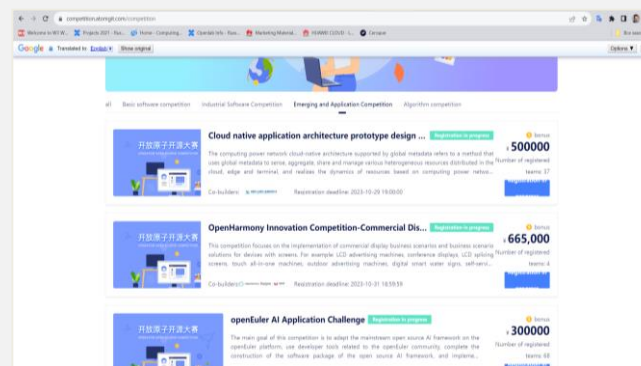 competition.atomgit.com/competition
Welcome to MY W...
Projects 2021 - Rao...
Home - Computing...
Openlab Info - Rao...
Marketing Material...
HUAWEI CLOUD - L...
Cerique
Google Translated to: English Show original
Options ▼
all Basic software competition Industrial Software Competition Emerging and Application Competition Algorithm competition
开放原子开源大赛
Cloud native application architecture prototype design ... Registration in progress
The computing power network cloud-native architecture supported by global metadata refers to a method that
uses global metadata to sense, aggregate, share and manage various heterogeneous resources distributed in the
cloud, edge and terminal, and realizes the dynamics of resources based on computing power netwo...
Co-builders:
Registration deadline: 2023-10-29 19:00:00
bonus
¥ 500000
Number of registered
teams: 37
开放原子开源大赛
OpenHarmony Innovation Competition-Commercial Dis... Registration in progress
This competition focuses on the implementation of commercial display business scenarios and business scenario
solutions for devices with screens. For example: LCD advertising machines, conference displays, LCD splicing
screens, touch all-in-one machines, outdoor advertising machines, digital smart water signs, self-servi...
Co-builders:
Registration deadline: 2023-10-31 18:59:59
bonus
¥ 665,000
Number of registered
teams: 4
开放原子开源大赛
openEuler AI Application Challenge Registration in progress
The main goal of this competition is to adapt the mainstream open source AI framework on the
openEuler platform, use developer tools related to the openEuler community, complete the
construction of the software package of the open source AI framework, and impleme...
bonus
¥ 300000
Number of registered
teams: 68